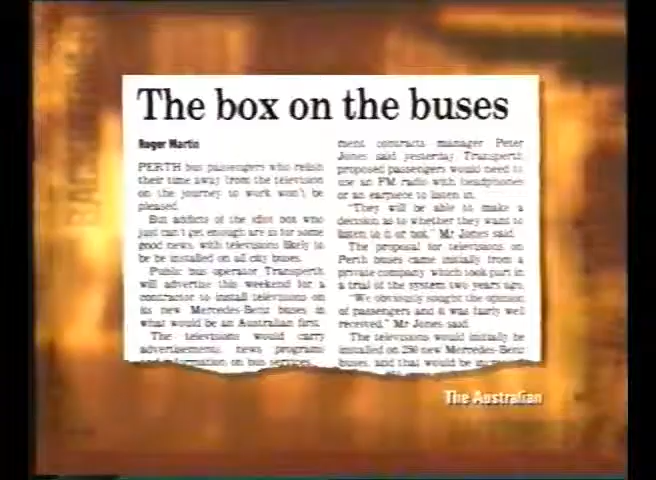 The box on the buses
Roger Martin
PERTH bus passengers who relish
their time away from the television
on the journey to work won't be
pleased.
But addicts of the idiot box who
just can't get enough are in for some
good news, with televisions likely to
be be installed on all city buses.
Public bus operator Transperth
will advertise this weekend for a
contractor to install televisions on
its new Mercedes-Benz buses in
what would be an Australian first.
The televisions would carry
advertisements, news programs
and information on bus services,
ment contracts manager Peter
Jones said yesterday. Transperth
proposed passengers would need to
use an FM radio with headphones
or an earpiece to listen in.
"They will be able to make a
decision as to whether they want to
listen to it or not," Mr Jones said.
The proposal for televisions on
Perth buses came initially from a
private company which took part in
a trial of the system two years ago.
"We obviously sought the opinion
of passengers and it was fairly well
received," Mr Jones said.
The televisions would initially be
installed on 250 new Mercedes-Benz
buses, and that would be
The Australian